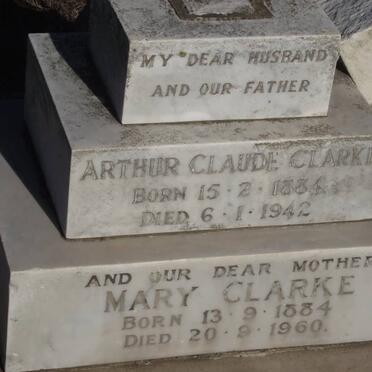 MY DEAR HUSBAND
AND OUR FATHER
ARTHUR CLAUDE CLARKE
BORN 15·2·1884
DIED 6·1·1942
AND OUR DEAR MOTHER
MARY CLARKE
BORN 13·9·1884
DIED 20·9·1960.